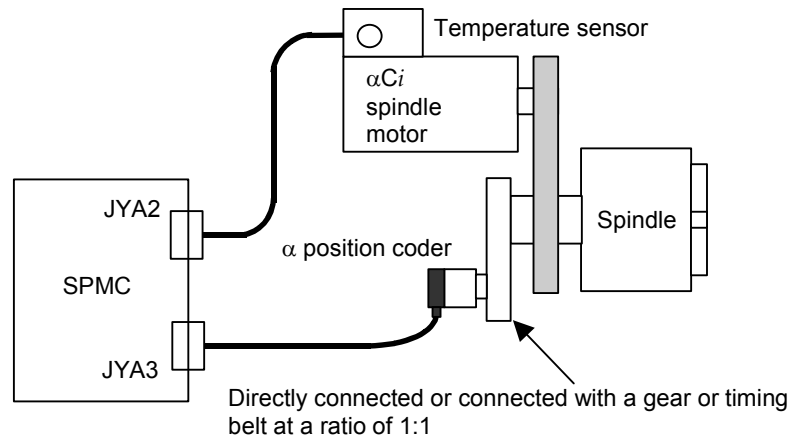 Temperature sensor
αCi
spindle
motor
JYA2
Spindle
α position coder
SPMC
JYA3
Directly connected or connected with a gear or timing
belt at a ratio of 1:1